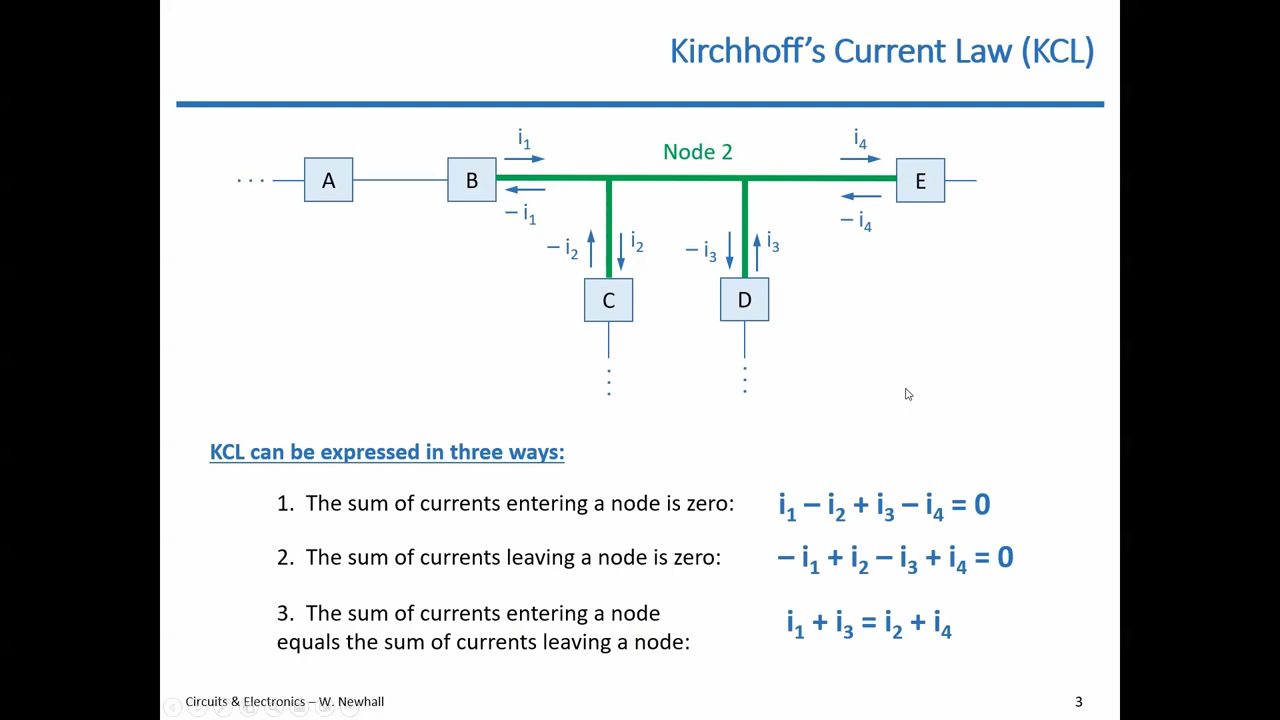 Kirchhoff's Current Law (KCL)
i₁
Node 2
i₄
· · ·
A
B
E
– i₁
– i₄
– i₂
i₂
– i₃
i₃
C
D
KCL can be expressed in three ways:
1. The sum of currents entering a node is zero: i₁ – i₂ + i₃ – i₄ = 0
2. The sum of currents leaving a node is zero: – i₁ + i₂ – i₃ + i₄ = 0
3. The sum of currents entering a node
equals the sum of currents leaving a node: i₁ + i₃ = i₂ + i₄
Circuits & Electronics – W. Newhall
3